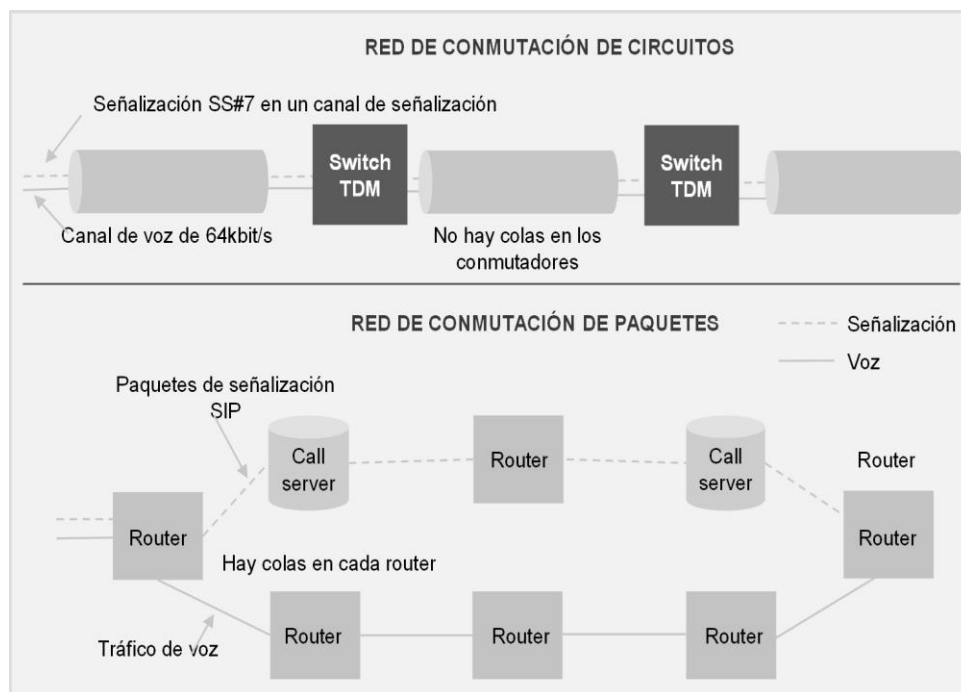 RED DE CONMUTACIÓN DE CIRCUITOS
Señalización SS#7 en un canal de señalización
Switch
TDM
Switch
TDM
Canal de voz de 64kbit/s
No hay colas en los
conmutadores
RED DE CONMUTACIÓN DE PAQUETES
Señalización
Voz
Paquetes de señalización
SIP
Call
server
Router
Call
server
Router
Router
Router
Hay colas en cada router
Router
Router
Router
Tráfico de voz